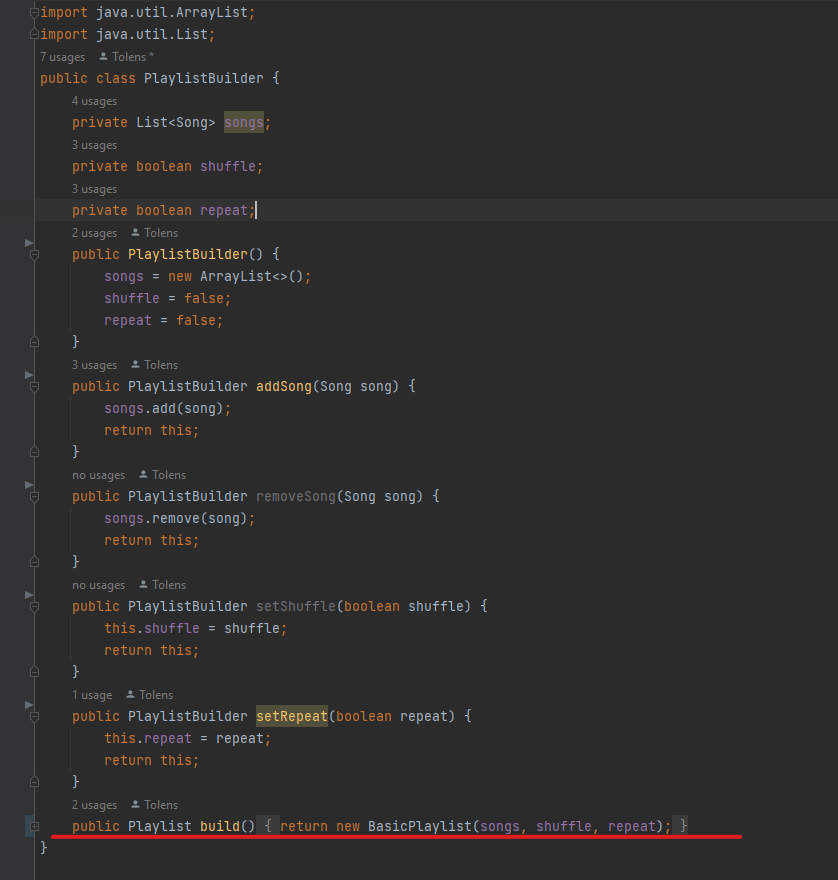 import java.util.ArrayList;
import java.util.List;
7 usages Tolens *
public class PlaylistBuilder {
4 usages
private List<Song> songs;
3 usages
private boolean shuffle;
3 usages
private boolean repeat;
2 usages Tolens
public PlaylistBuilder() {
songs = new ArrayList<>();
shuffle = false;
repeat = false;
}
3 usages Tolens
public PlaylistBuilder addSong(Song song) {
songs.add(song);
return this;
}
no usages Tolens
public PlaylistBuilder removeSong(Song song) {
songs.remove(song);
return this;
}
no usages Tolens
public PlaylistBuilder setShuffle(boolean shuffle) {
this.shuffle = shuffle;
return this;
}
1 usage Tolens
public PlaylistBuilder setRepeat(boolean repeat) {
this.repeat = repeat;
return this;
}
2 usages Tolens
public Playlist build() { return new BasicPlaylist(songs, shuffle, repeat); }
}